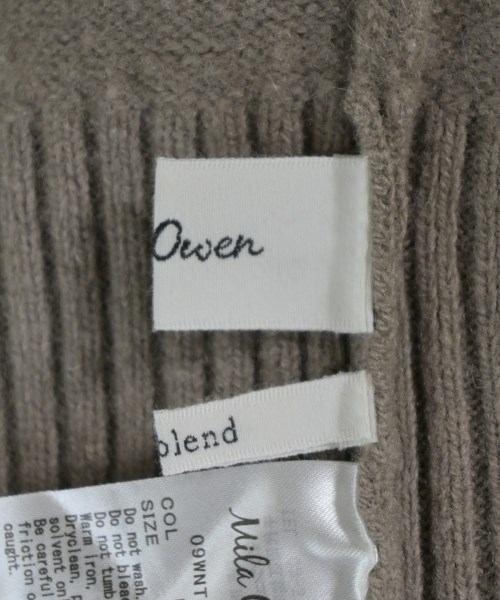 Owen
blend
Mila
09WNT
COL
SIZE
Do not wash.
Do not
Do not tumb
Warm iron,
Dryclean,
solvent on
Be careful
friction o
caught.